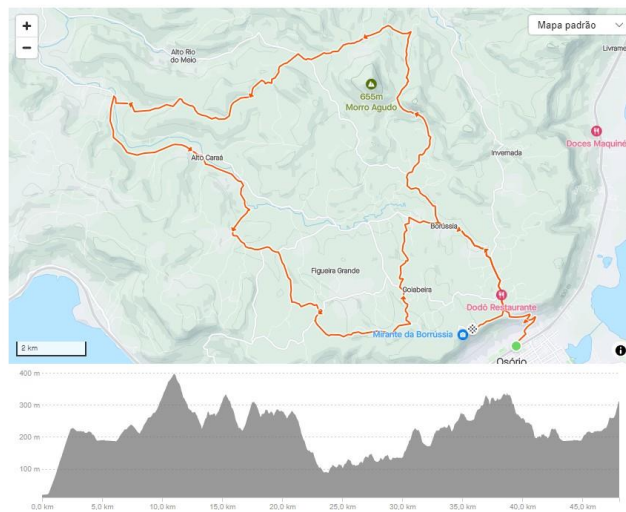 +
−
Mapa padrão
Alto Rio
do Meio
Livrame
655m
Morro Agudo
Doces Maquiné
Invernada
Alto Caraá
Borússia
Figueira Grande
Goiabeira
Dodô Restaurante
Mirante da Borrússia
2 km
Osório
400 m
300 m
200 m
100 m
0,0 km 5,0 km 10,0 km 15,0 km 20,0 km 25,0 km 30,0 km 35,0 km 40,0 km 45,0 km